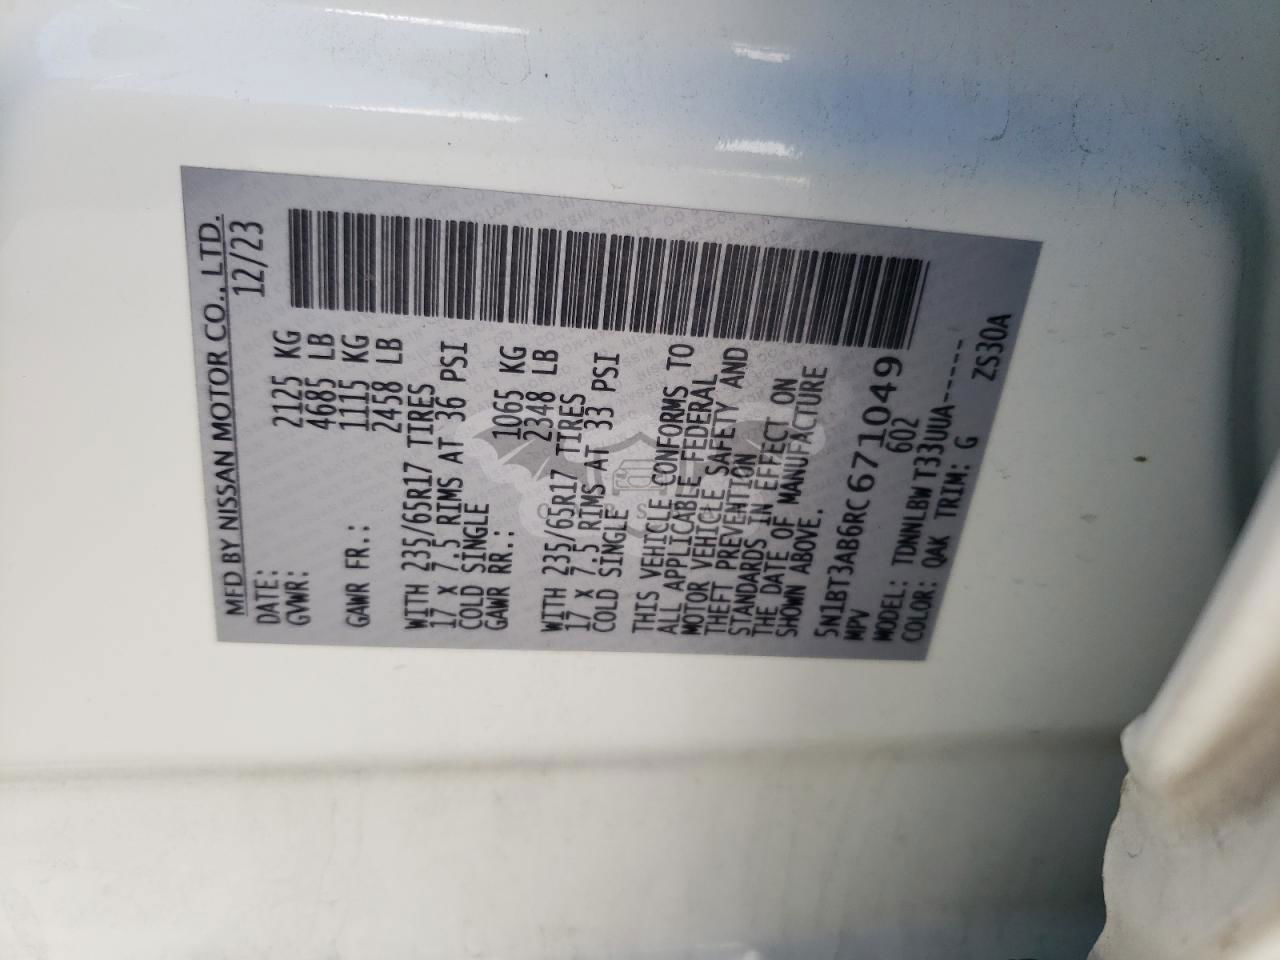 MFD BY NISSAN MOTOR CO., LTD.
DATE: 12/23
GVWR: 2125 KG
4685 LB
GAWR FR.: 1115 KG
2458 LB
WITH 235/65R17 TIRES
17 X 7.5 RIMS AT 36 PSI
COLD SINGLE
GAWR RR.: 1065 KG
2348 LB
WITH 235/65R17 TIRES
17 X 7.5 RIMS AT 33 PSI
COLD SINGLE
THIS VEHICLE CONFORMS TO
ALL APPLICABLE FEDERAL
MOTOR VEHICLE SAFETY AND
THEFT PREVENTION
STANDARDS IN EFFECT ON
THE DATE OF MANUFACTURE
SHOWN ABOVE.
5N1BT3AB6RC671049
MPV 602
MODEL: TDNNLBWT33UUA-----
COLOR: QAK TRIM: G ZS30A